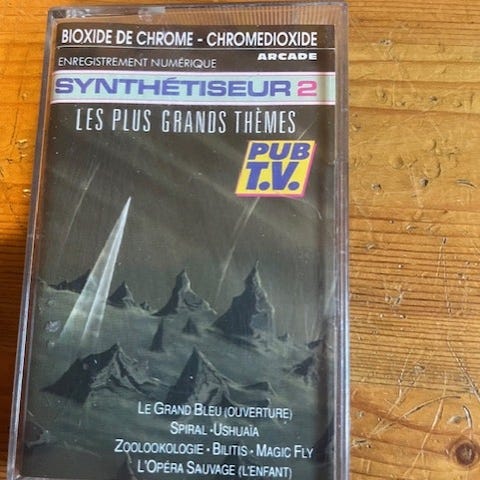 BIOXIDE DE CHROME - CHROMEDIOXIDE
ENREGISTREMENT NUMÉRIQUE
ARCADE
SYNTHÉTISEUR 2
LES PLUS GRANDS THÈMES
PUB
T.V.
LE GRAND BLEU (OUVERTURE)
SPIRAL • USHUAÏA
ZOOLOOKOLOGIE • BILITIS • MAGIC FLY
L'OPÉRA SAUVAGE (L'ENFANT)